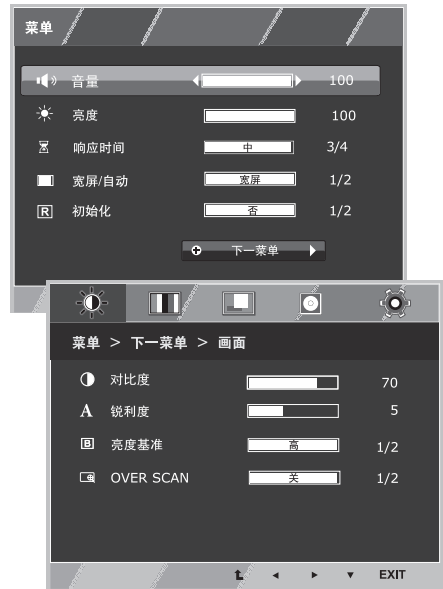 菜单
音量 100
亮度 100
响应时间 中 3/4
宽屏/自动 宽屏 1/2
R 初始化 否 1/2
下一菜单
菜单 > 下一菜单 > 画面
对比度 70
A 锐利度 5
B 亮度基准 高 1/2
OVER SCAN 关 1/2
EXIT